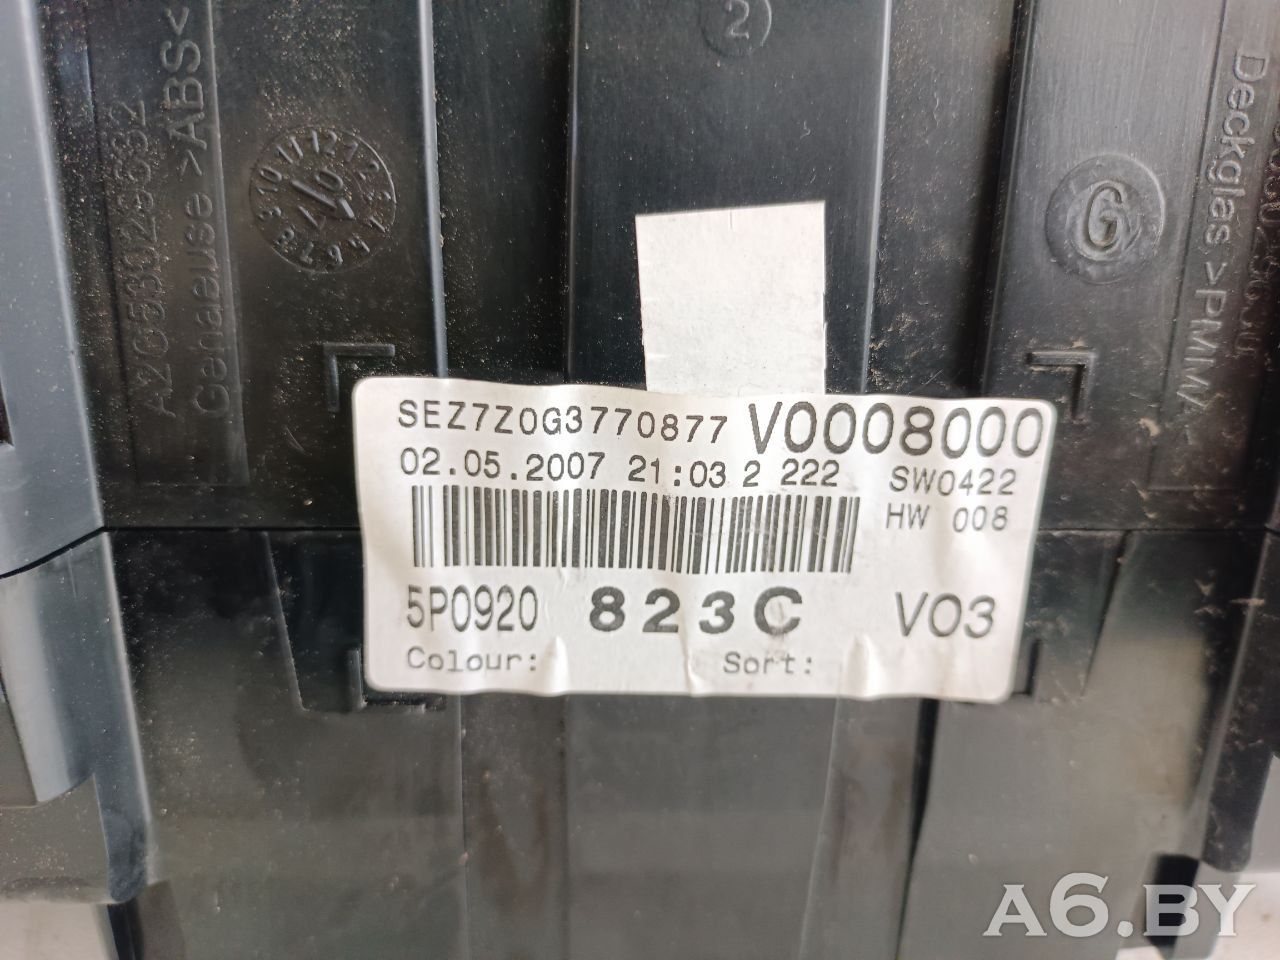 2
Gehaeuse >ABS<
G
Deckglas >PMMA
SEZ7Z0G3770877 V0008000
02.05.2007 21:03 2 222 SW0422
HW 008
5P0920 823C V03
Colour: Sort:
A6.BY